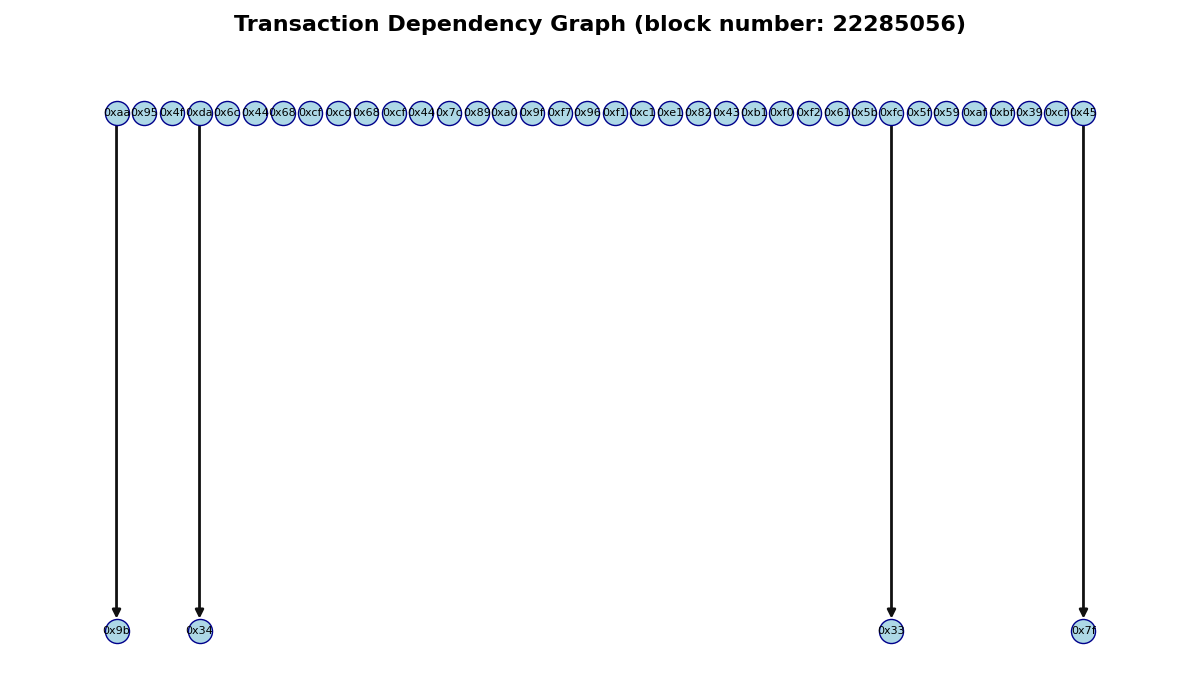 Transaction Dependency Graph (block number: 22285056)
0xaa 0x95 0x4f 0xda 0x6c 0x44 0x68 0xcf 0xcc 0x68 0xcf 0x44 0x7c 0x89 0xa0 0x9f 0xf7 0x96 0xf1 0xc1 0xe1 0x82 0x43 0xb1 0xf0 0xf2 0x61 0x5b 0xfc 0x5f 0x59 0xaf 0xbf 0x39 0xcf 0x45
0x9b 0x34 0x33 0x7f